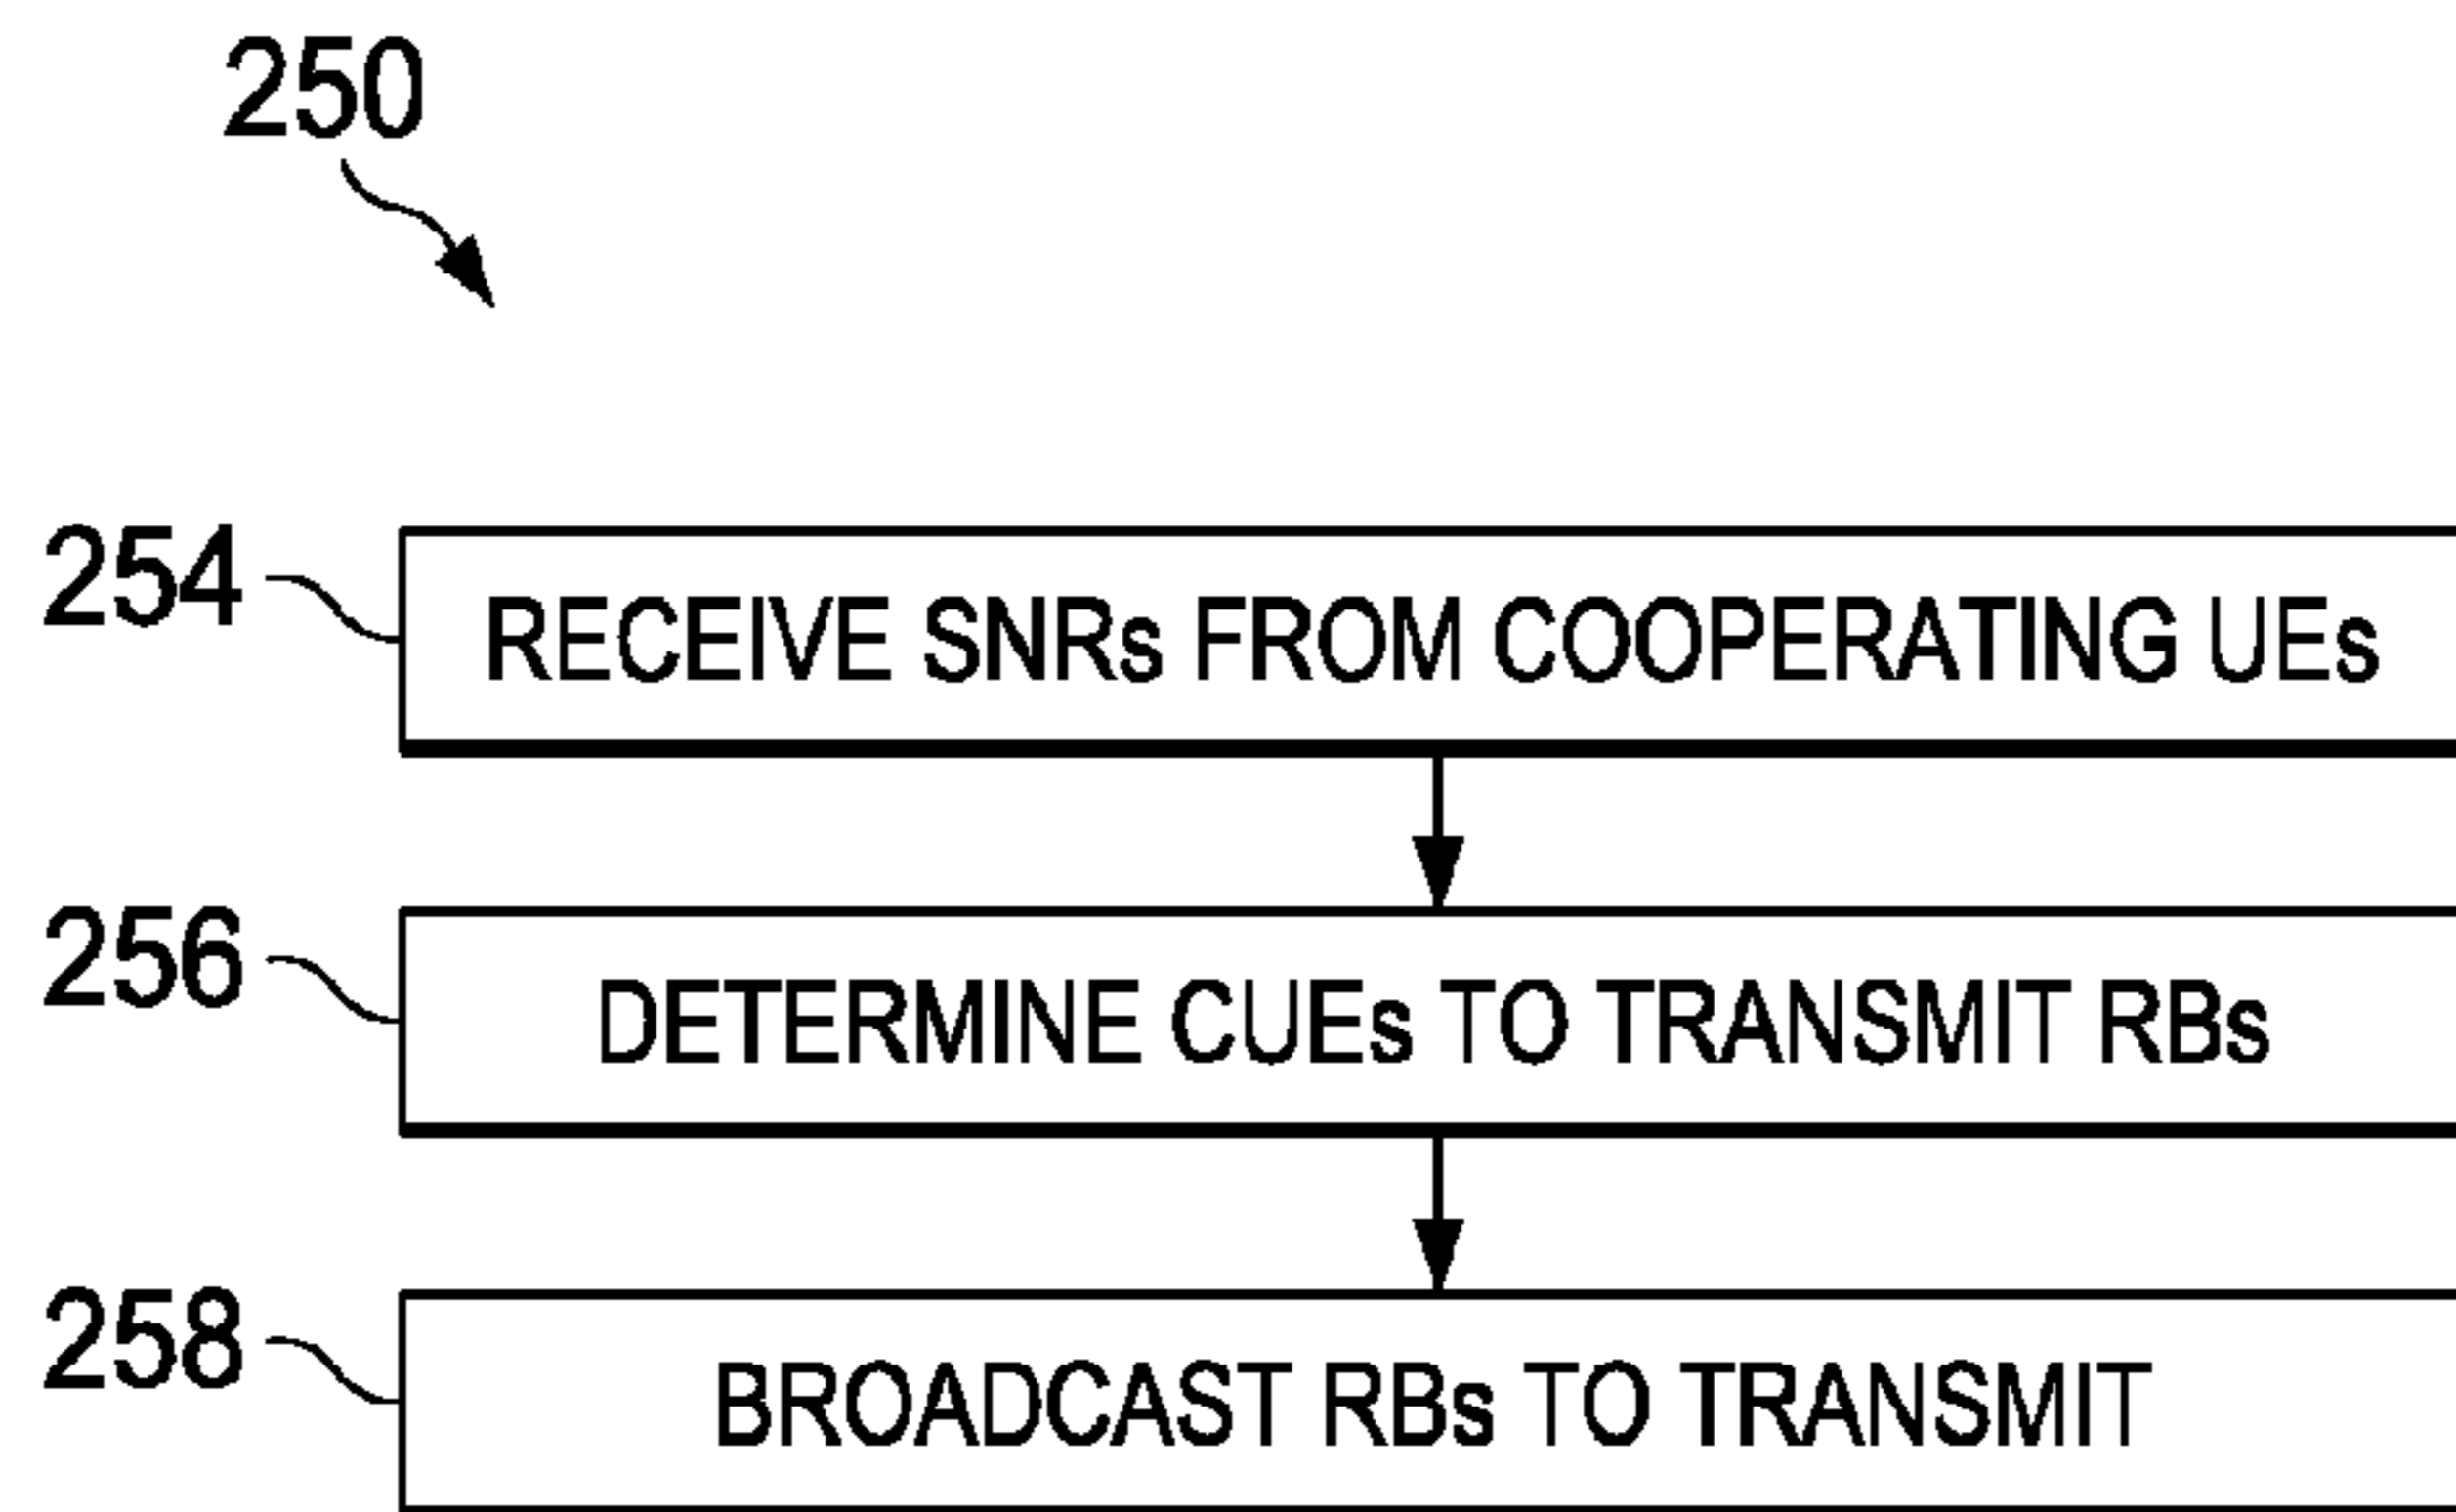 250
254
RECEIVE SNRs FROM COOPERATING UEs
256
DETERMINE CUEs TO TRANSMIT RBs
258
BROADCAST RBs TO TRANSMIT